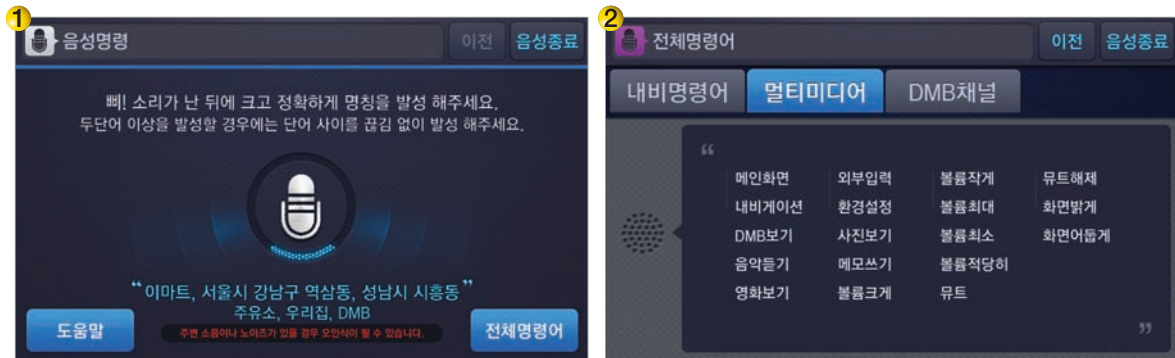 1
음성명령
이전
음성종료
삐! 소리가 난 뒤에 크고 정확하게 명칭을 발성 해주세요.
두단어 이상을 발성할 경우에는 단어 사이를 끊김 없이 발성 해주세요.
“이마트, 서울시 강남구 역삼동, 성남시 시흥동”
주유소, 우리집, DMB
도움말
주변 소음이나 노이즈가 있을 경우 오인식이 될 수 있습니다.
전체명령어
2
전체명령어
이전
음성종료
내비명령어 멀티미디어 DMB채널
“
메인화면 외부입력 볼륨작게 뮤트해제
내비게이션 환경설정 볼륨최대 화면밝게
DMB보기 사진보기 볼륨최소 화면어둡게
음악듣기 메모쓰기 볼륨적당히
영화보기 볼륨크게 뮤트
”